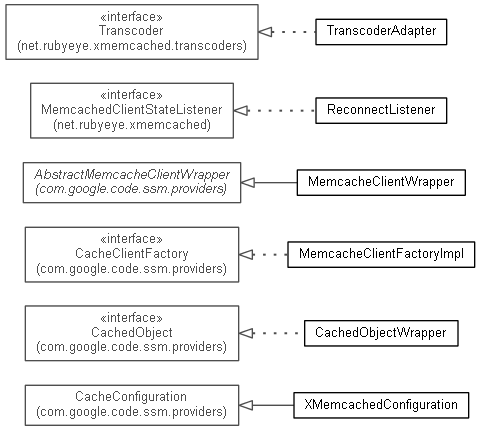 «interface»
Transcoder
(net.rubyeye.xmemcached.transcoders)
TranscoderAdapter
«interface»
MemcachedClientStateListener
(net.rubyeye.xmemcached)
ReconnectListener
AbstractMemcacheClientWrapper
(com.google.code.ssm.providers)
MemcacheClientWrapper
«interface»
CacheClientFactory
(com.google.code.ssm.providers)
MemcacheClientFactoryImpl
«interface»
CachedObject
(com.google.code.ssm.providers)
CachedObjectWrapper
CacheConfiguration
(com.google.code.ssm.providers)
XMemcachedConfiguration